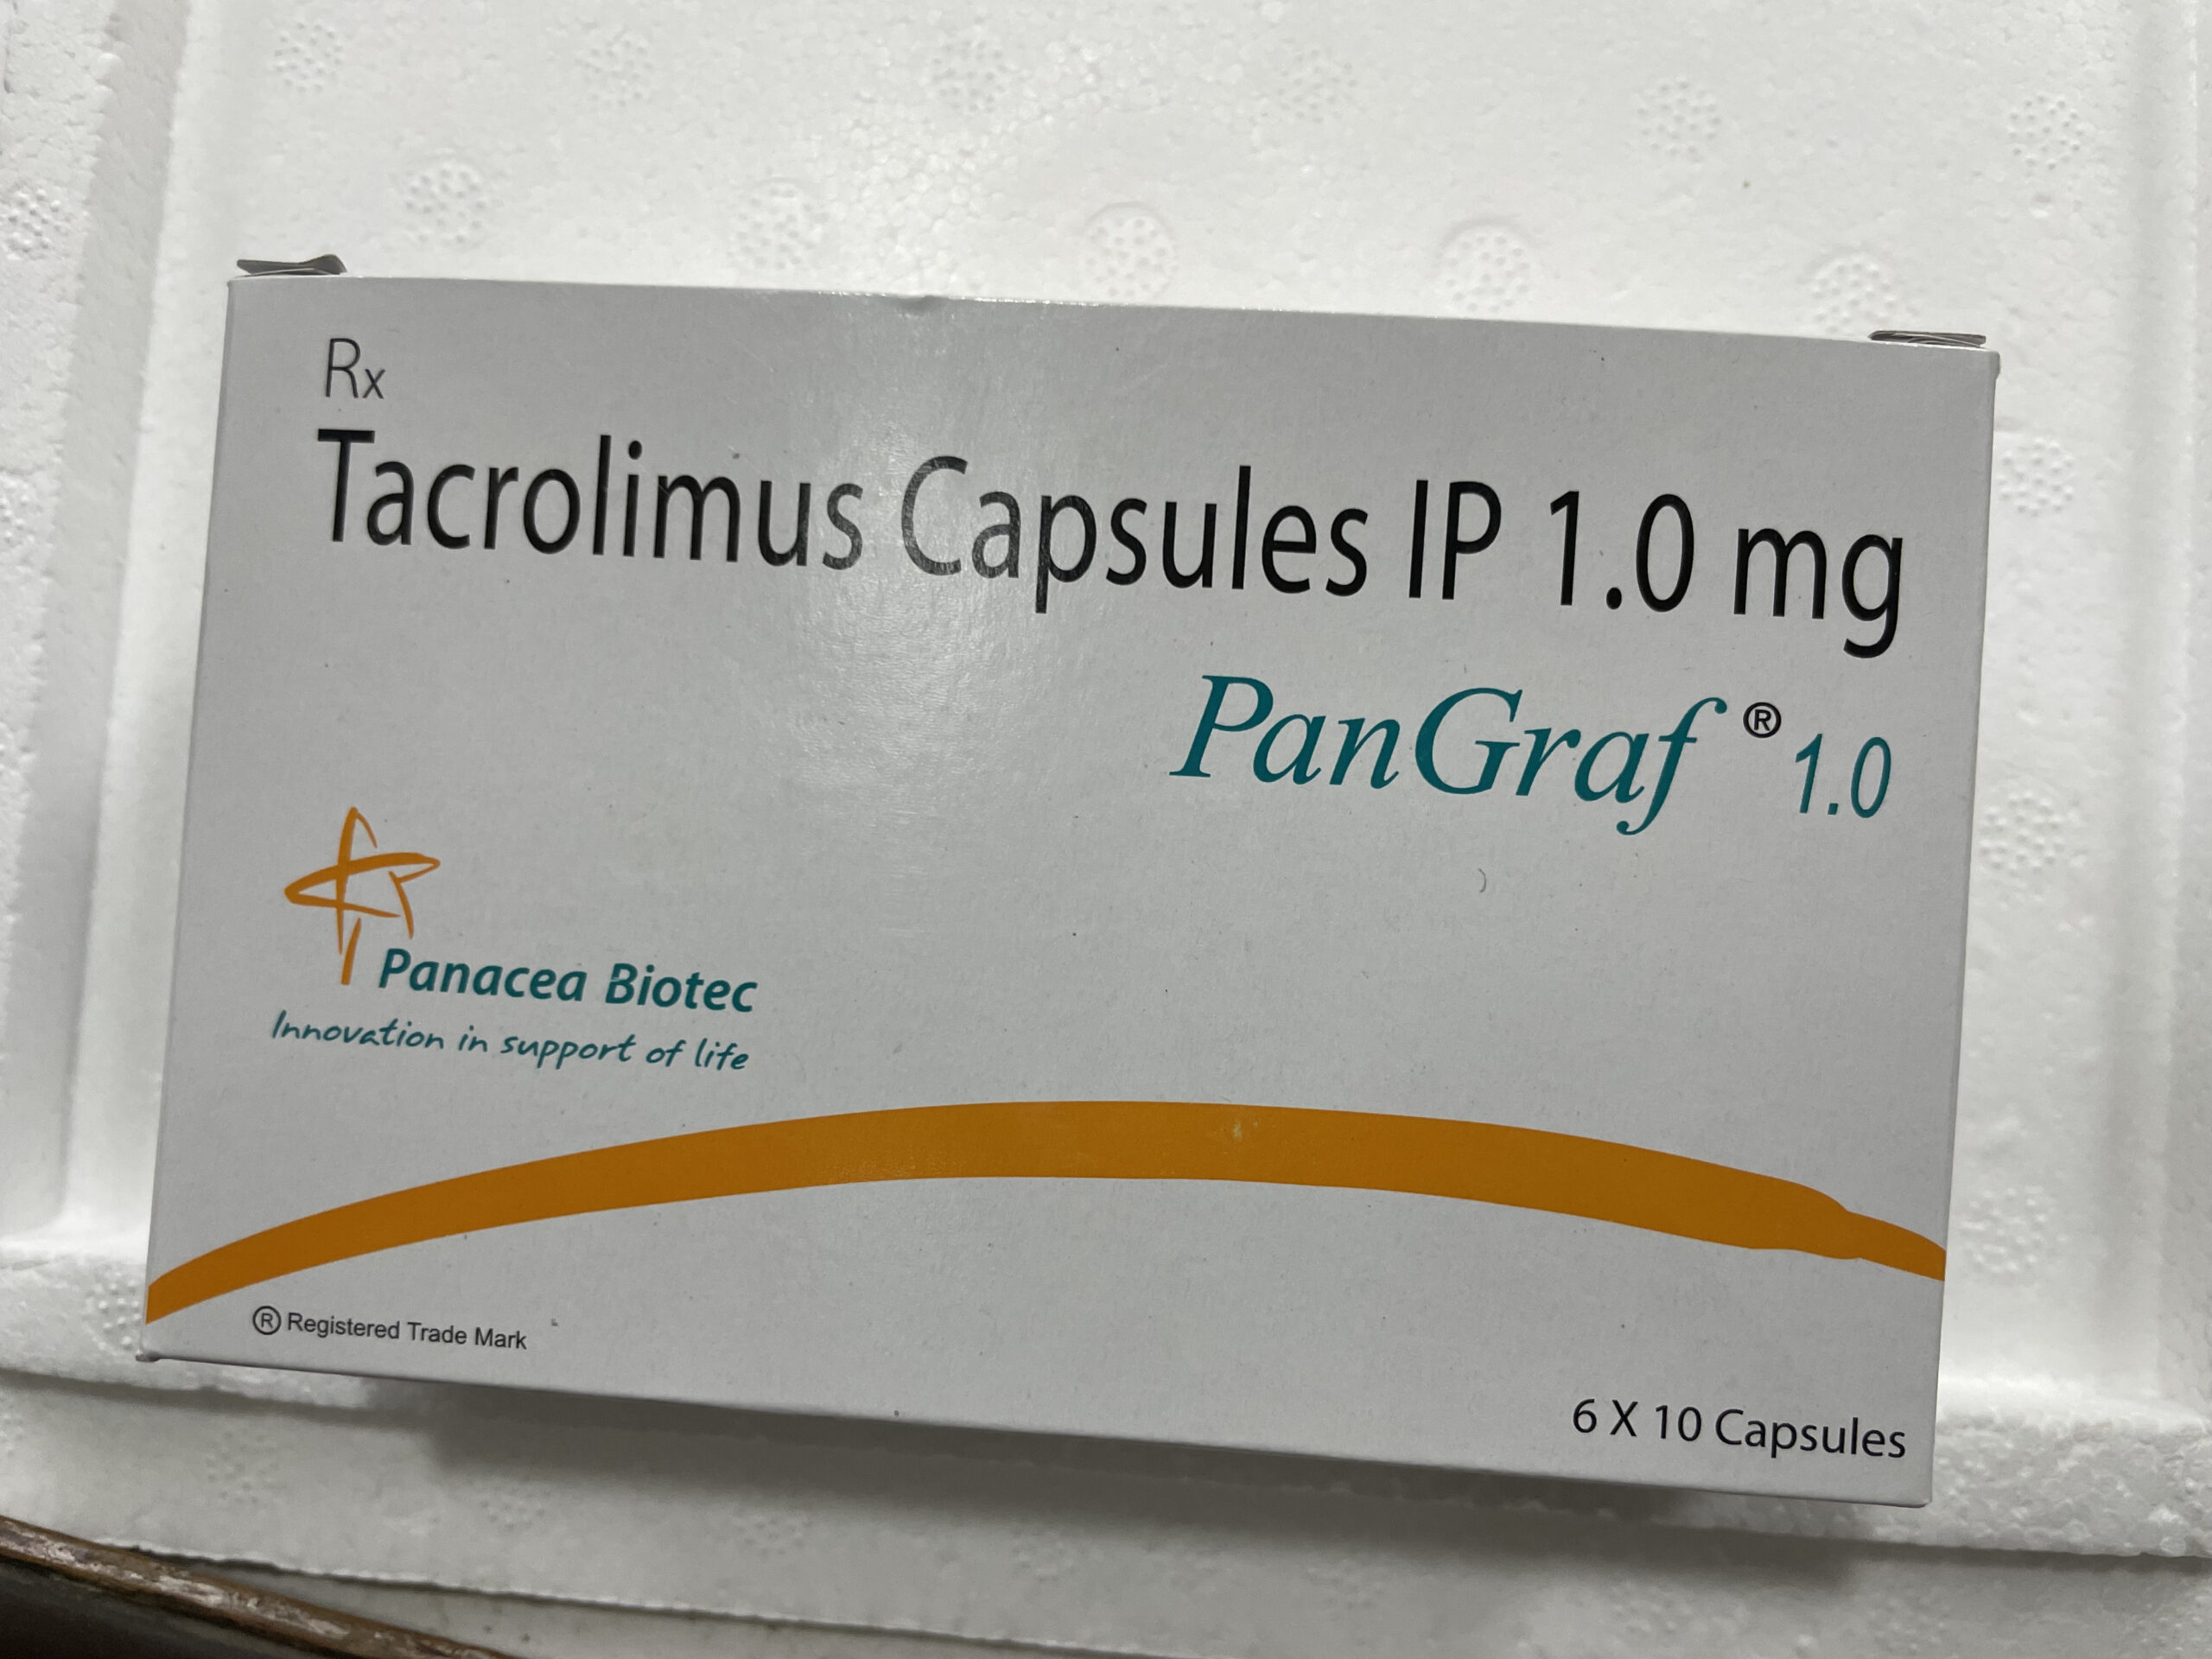 Rx
Tacrolimus Capsules IP 1.0 mg
PanGraf ® 1.0
Panacea Biotec
Innovation in support of life
® Registered Trade Mark
6 X 10 Capsules